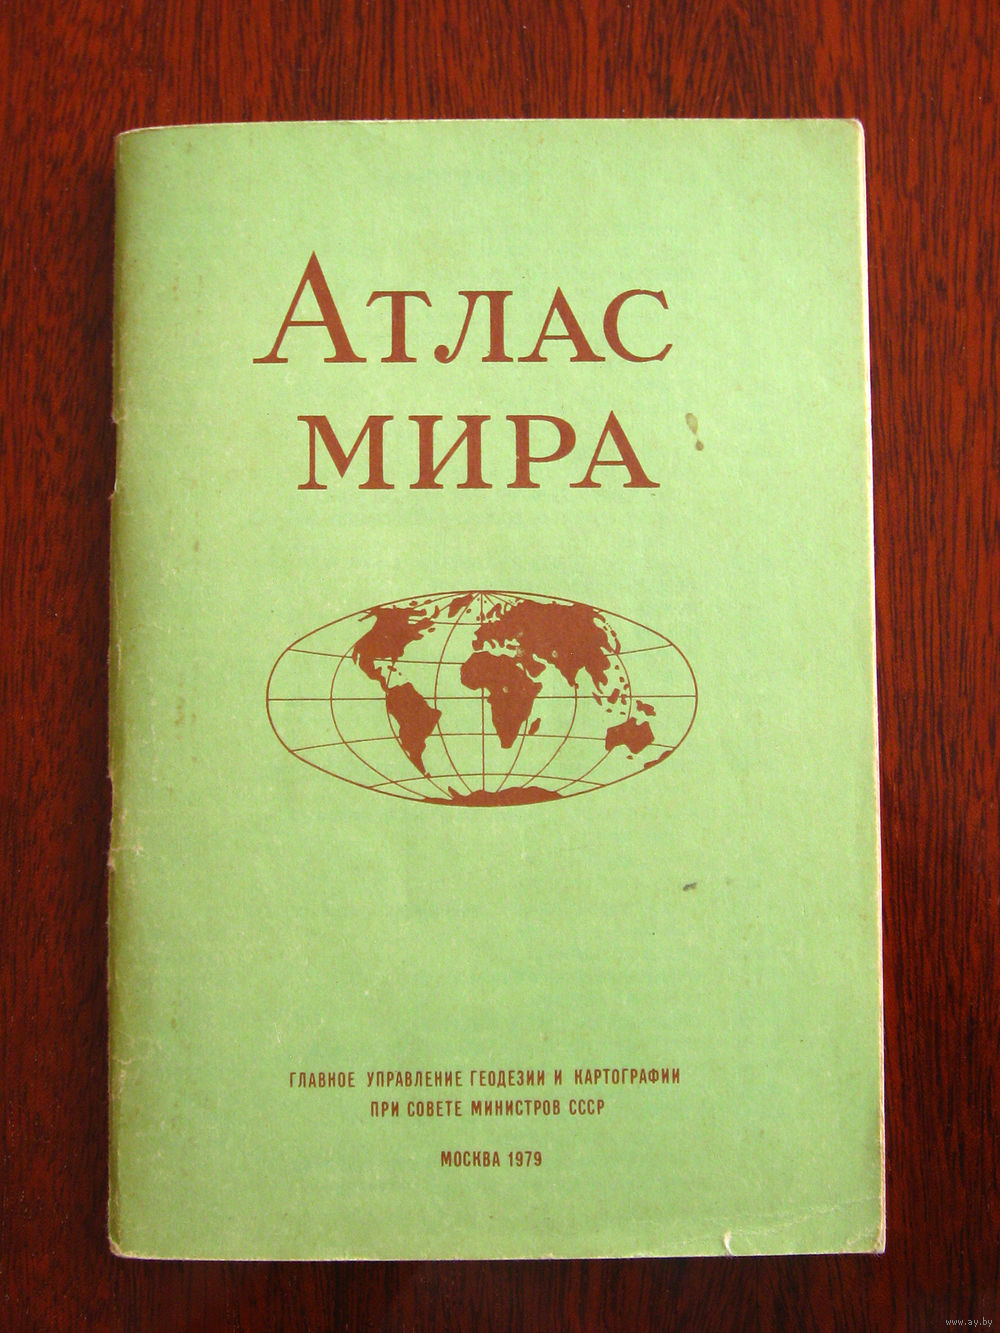 Атлас
мира
ГЛАВНОЕ УПРАВЛЕНИЕ ГЕОДЕЗИИ И КАРТОГРАФИИ
ПРИ СОВЕТЕ МИНИСТРОВ СССР
МОСКВА 1979
www.ay.by